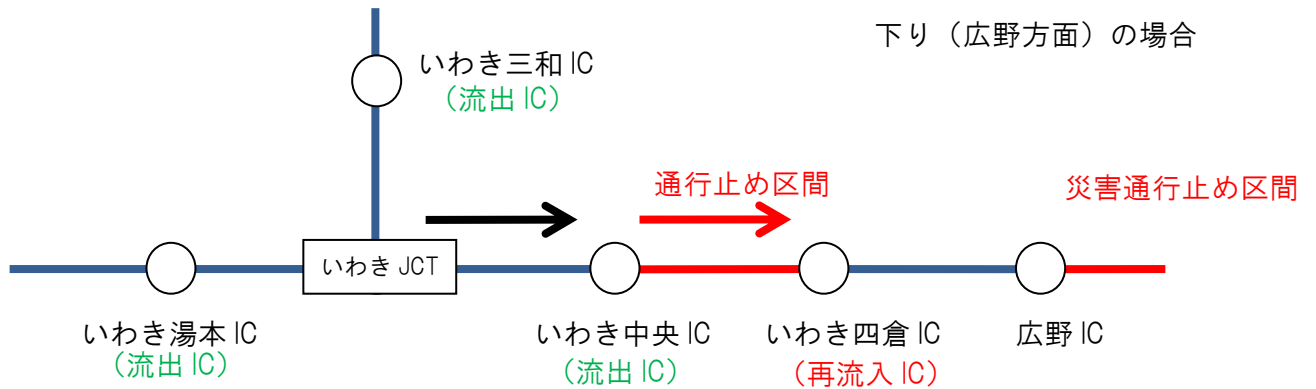 下り（広野方面）の場合
いわき三和 IC
（流出 IC）
通行止め区間
災害通行止め区間
いわき JCT
いわき湯本 IC
（流出 IC）
いわき中央 IC
（流出 IC）
いわき四倉 IC
（再流入 IC）
広野 IC